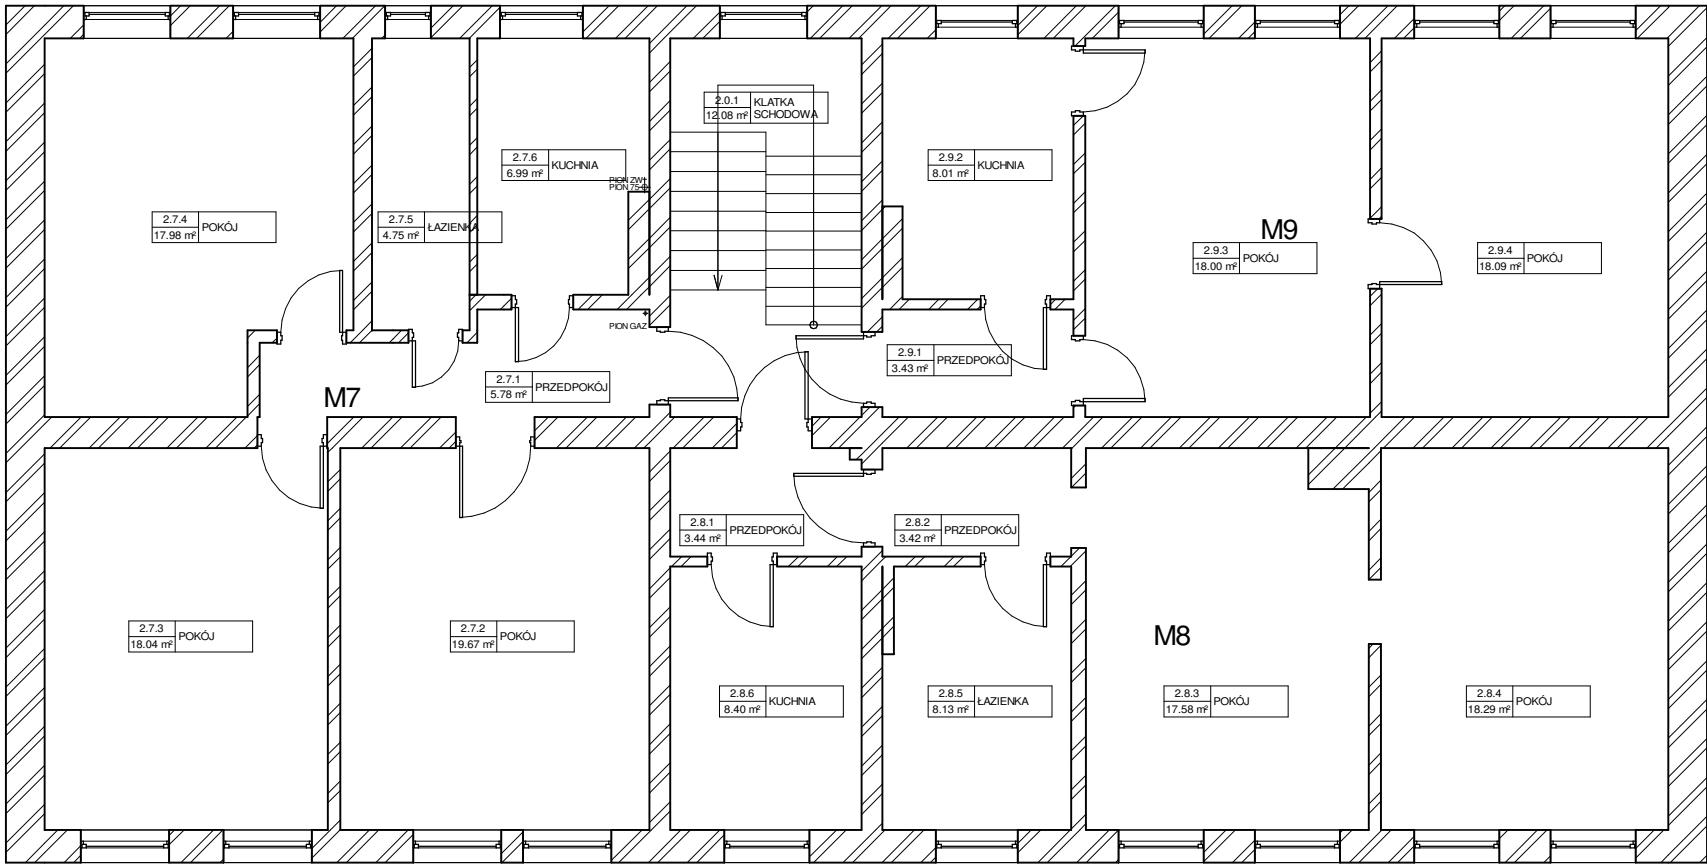 2.0.1 KLATKA
12.08 m² SCHODOWA
2.7.6 KUCHNIA
6.99 m²
PION ZW
PION 75
2.9.2 KUCHNIA
8.01 m²
2.7.4 POKÓJ
17.98 m²
2.7.5 ŁAZIENKA
4.75 m²
M9
2.9.3 POKÓJ
18.00 m²
2.9.4 POKÓJ
18.09 m²
PION GAZ
2.9.1 PRZEDPOKÓJ
3.43 m²
2.7.1 PRZEDPOKÓJ
5.78 m²
M7
2.8.1 PRZEDPOKÓJ
3.44 m²
2.8.2 PRZEDPOKÓJ
3.42 m²
2.7.3 POKÓJ
18.04 m²
2.7.2 POKÓJ
19.67 m²
M8
2.8.6 KUCHNIA
8.40 m²
2.8.5 ŁAZIENKA
8.13 m²
2.8.3 POKÓJ
17.58 m²
2.8.4 POKÓJ
18.29 m²